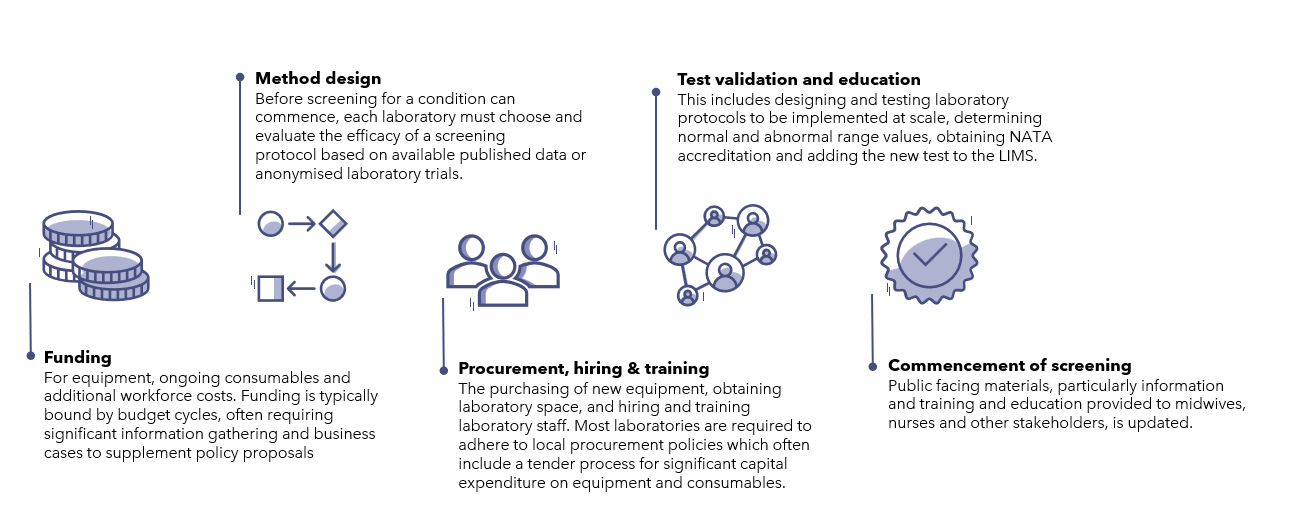 Method design
Before screening for a condition can
commence, each laboratory must choose and
evaluate the efficacy of a screening
protocol based on available published data or
anonymised laboratory trials.
Test validation and education
This includes designing and testing laboratory
protocols to be implemented at scale, determining
normal and abnormal range values, obtaining NATA
accreditation and adding the new test to the LIMS.
Funding
For equipment, ongoing consumables and
additional workforce costs. Funding is typically
bound by budget cycles, often requiring
significant information gathering and business
cases to supplement policy proposals
Procurement, hiring & training
The purchasing of new equipment, obtaining
laboratory space, and hiring and training
laboratory staff. Most laboratories are required to
adhere to local procurement policies which often
include a tender process for significant capital
expenditure on equipment and consumables.
Commencement of screening
Public facing materials, particularly information
and training and education provided to midwives,
nurses and other stakeholders, is updated.